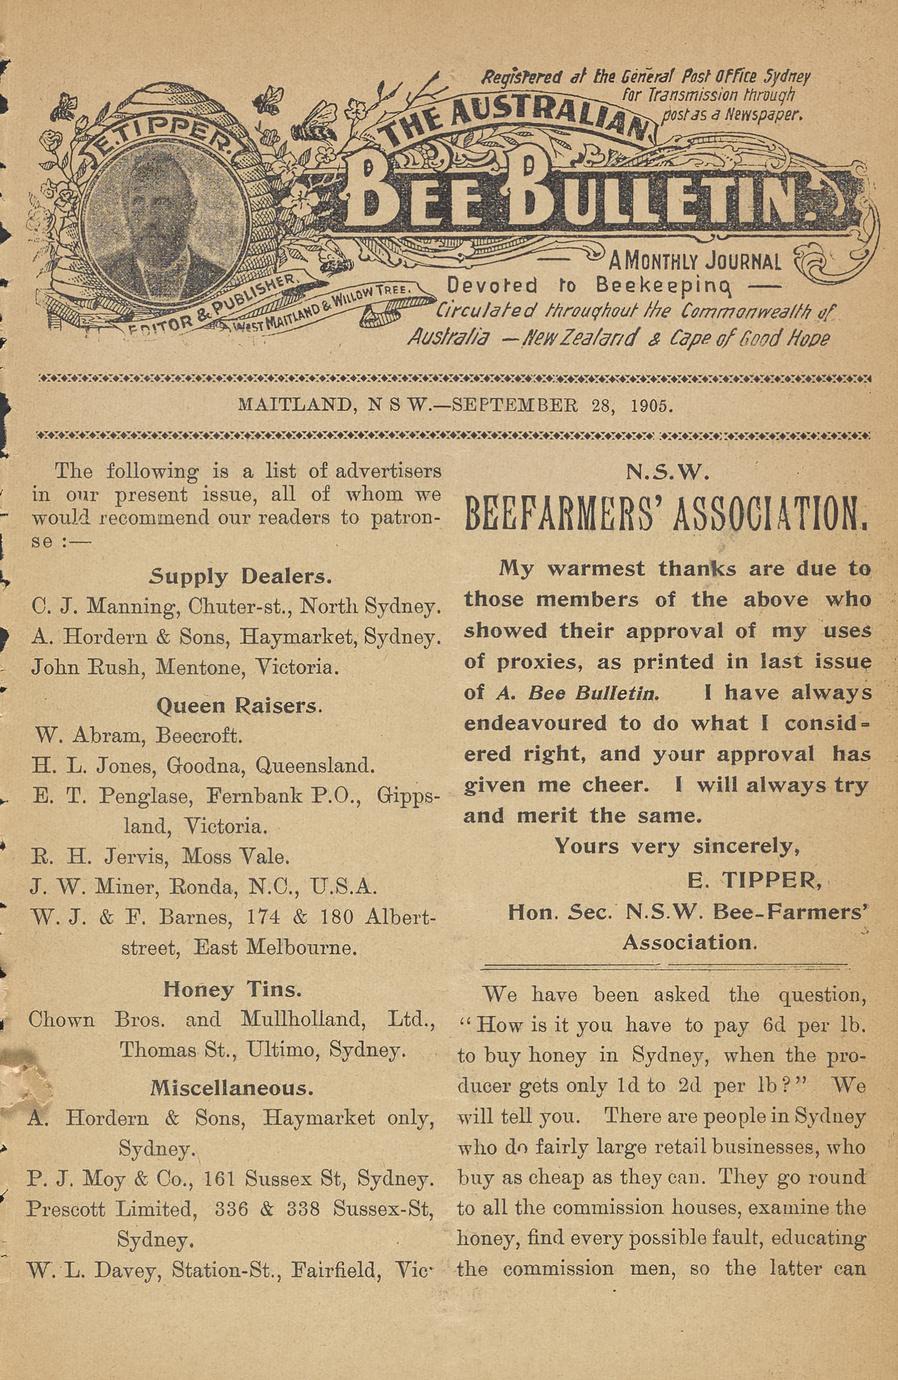 Registered at the General Post Office Sydney
for Transmission through
post as a Newspaper.
E. TIPPER.
THE AUSTRALIAN
BEE BULLETIN.
A MONTHLY JOURNAL
Devoted to Beekeeping —
Circulated throughout the Commonwealth of
Australia — New Zealand & Cape of Good Hope
EDITOR & PUBLISHER.
WEST MAITLAND & WILLOW TREE.
MAITLAND, N S W.—SEPTEMBER 28, 1905.
The following is a list of advertisers
in our present issue, all of whom we
would recommend our readers to patron-
se :—
Supply Dealers.
C. J. Manning, Chuter-st., North Sydney.
A. Hordern & Sons, Haymarket, Sydney.
John Rush, Mentone, Victoria.
Queen Raisers.
W. Abram, Beecroft.
H. L. Jones, Goodna, Queensland.
E. T. Penglase, Fernbank P.O., Gipps-
land, Victoria.
R. H. Jervis, Moss Vale.
J. W. Miner, Ronda, N.C., U.S.A.
W. J. & F. Barnes, 174 & 180 Albert-
street, East Melbourne.
Honey Tins.
Chown Bros. and Mullholland, Ltd.,
Thomas St., Ultimo, Sydney.
Miscellaneous.
A. Hordern & Sons, Haymarket only,
Sydney.
P. J. Moy & Co., 161 Sussex St, Sydney.
Prescott Limited, 336 & 338 Sussex-St,
Sydney.
W. L. Davey, Station-St., Fairfield, Vic·
N.S.W.
BEEFARMERS' ASSOCIATION.
My warmest thanks are due to
those members of the above who
showed their approval of my uses
of proxies, as printed in last issue
of A. Bee Bulletin. I have always
endeavoured to do what I consid-
ered right, and your approval has
given me cheer. I will always try
and merit the same.
Yours very sincerely,
E. TIPPER,
Hon. Sec. N.S.W. Bee-Farmers'
Association.
We have been asked the question,
"How is it you have to pay 6d per lb.
to buy honey in Sydney, when the pro-
ducer gets only 1d to 2d per lb?" We
will tell you. There are people in Sydney
who do fairly large retail businesses, who
buy as cheap as they can. They go round
to all the commission houses, examine the
honey, find every possible fault, educating
the commission men, so the latter can